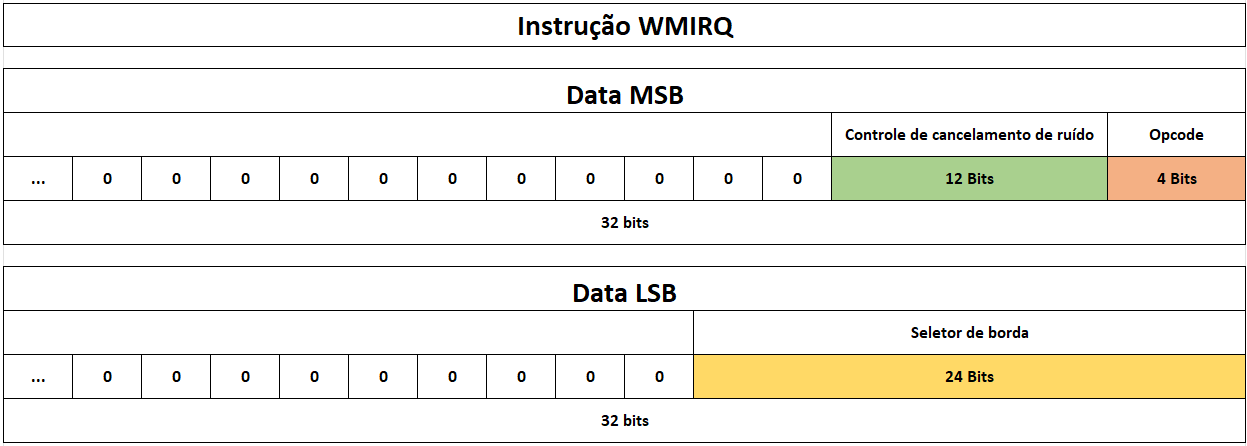 Instrução WMIRQ
Data MSB
Controle de cancelamento de ruído Opcode
... 0 0 0 0 0 0 0 0 0 0 0 12 Bits 4 Bits
32 bits
Data LSB
Seletor de borda
... 0 0 0 0 0 0 0 0 0 24 Bits
32 bits